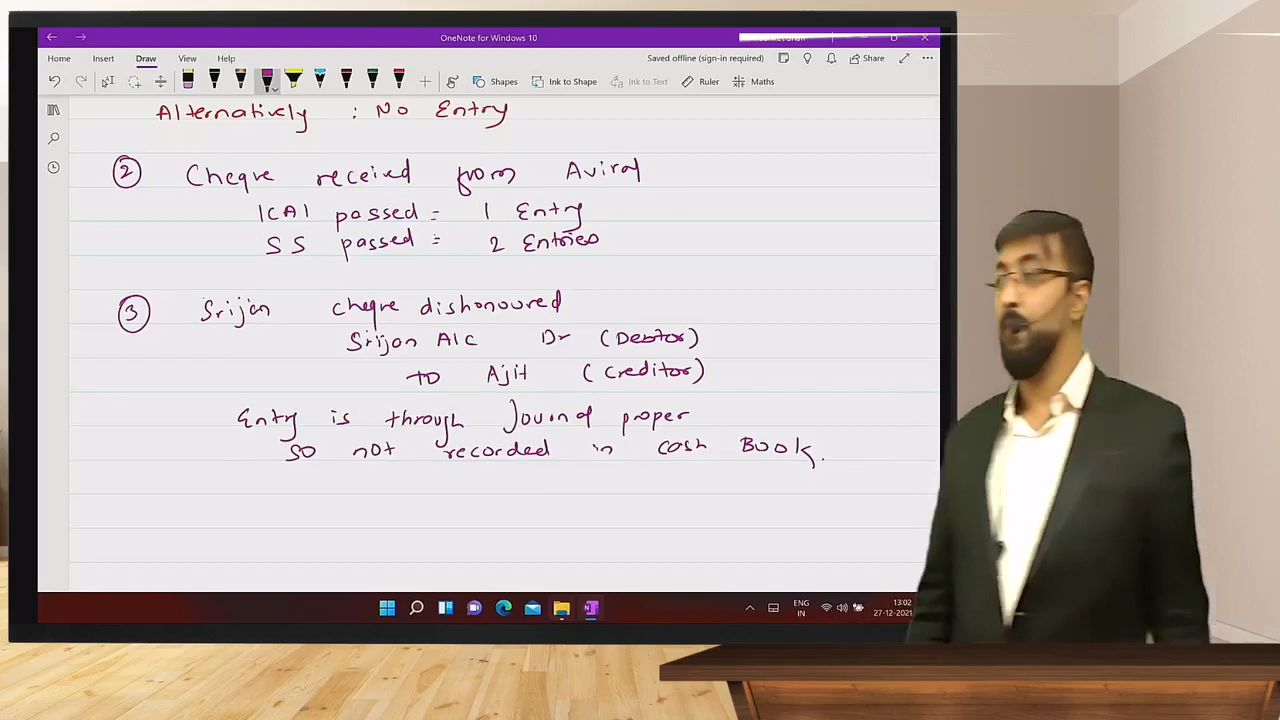 OneNote for Windows 10
Home Insert Draw View Help
Saved offline (sign-in required) Share
Shapes Ink to Shape Ink to Text Ruler Maths
Alternatively : No Entry
2 Cheque received from Aviral
ICAI passed = 1 Entry
SS passed = 2 Entries
3 Srijan cheque dishonoured
Srijan A/C Dr (Debtor)
TO Ajit (Creditor)
Entry is through Journal proper
so not recorded in cash Book.
ENG
IN
13:02
27-12-2021